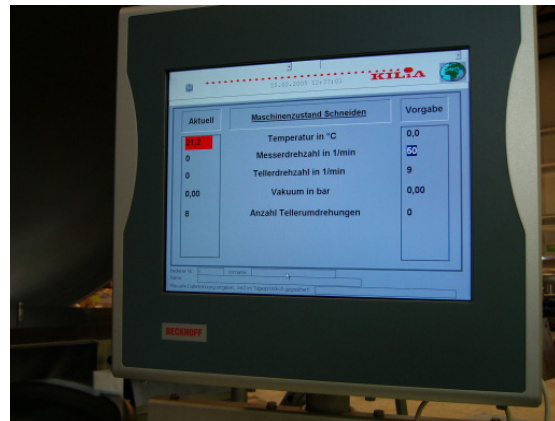 KILIA
Aktuell Maschinenzustand Schneiden Vorgabe
21,2 Temperatur in °C 0,0
0 Messerdrehzahl in 1/min 50
0 Tellerdrehzahl in 1/min 9
0,00 Vakuum in bar 0,00
8 Anzahl Tellerumdrehungen 0
BECKHOFF